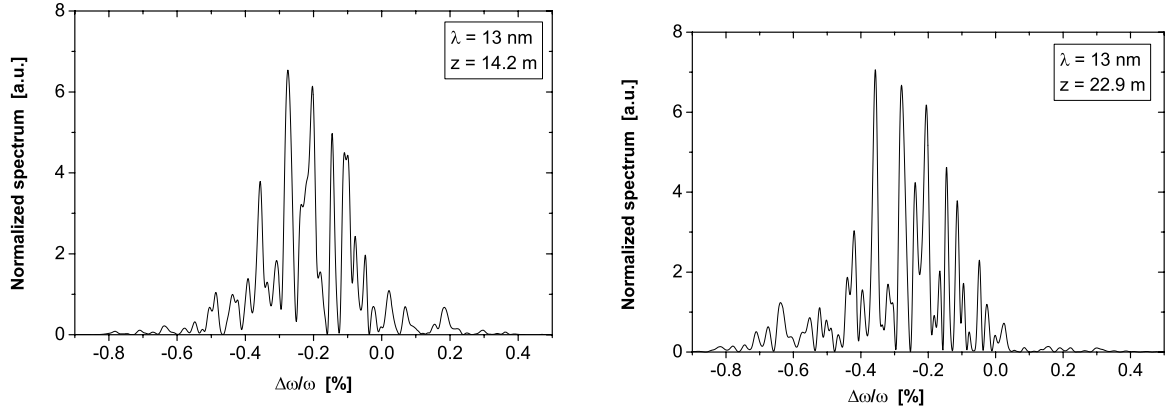 8
6
4
2
0
Normalized spectrum [a.u.]
λ = 13 nm
z = 14.2 m
-0.8 -0.6 -0.4 -0.2 0.0 0.2 0.4
Δω/ω [%]
8
6
4
2
0
Normalized spectrum [a.u.]
λ = 13 nm
z = 22.9 m
-0.8 -0.6 -0.4 -0.2 0.0 0.2 0.4
Δω/ω [%]